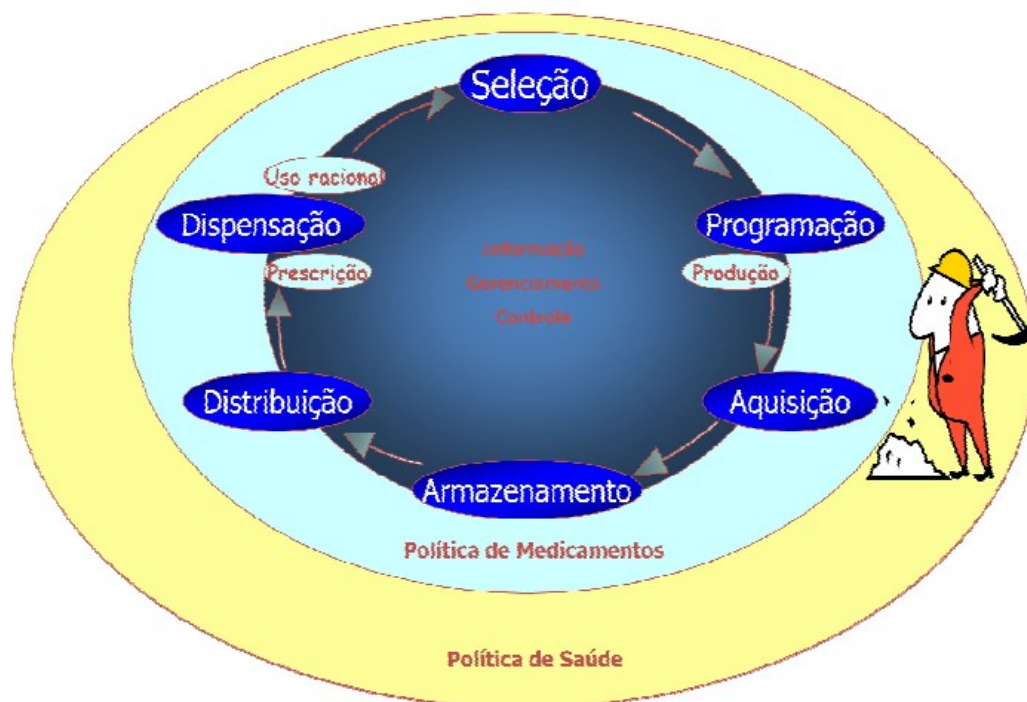 Seleção
Uso racional
Dispensação
Programação
Prescrição
Informação
Produção
Gerenciamento
Controle
Distribuição
Aquisição
Armazenamento
Política de Medicamentos
Política de Saúde